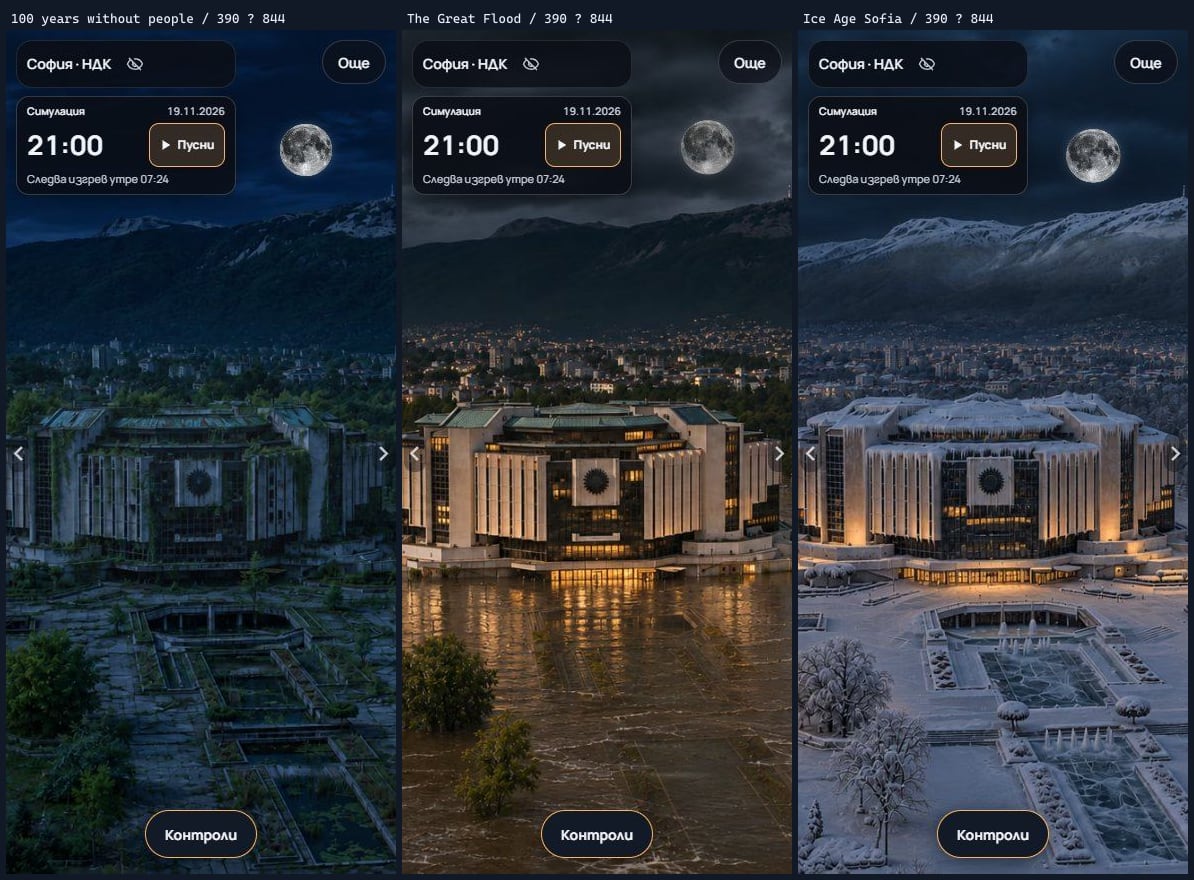 100 years without people / 390 ? 844
София · НДК
Още
Симулация 19.11.2026
21:00 Пусни
Следва изгрев утре 07:24
Контроли
The Great Flood / 390 ? 844
София · НДК
Още
Симулация 19.11.2026
21:00 Пусни
Следва изгрев утре 07:24
Контроли
Ice Age Sofia / 390 ? 844
София · НДК
Още
Симулация 19.11.2026
21:00 Пусни
Следва изгрев утре 07:24
Контроли